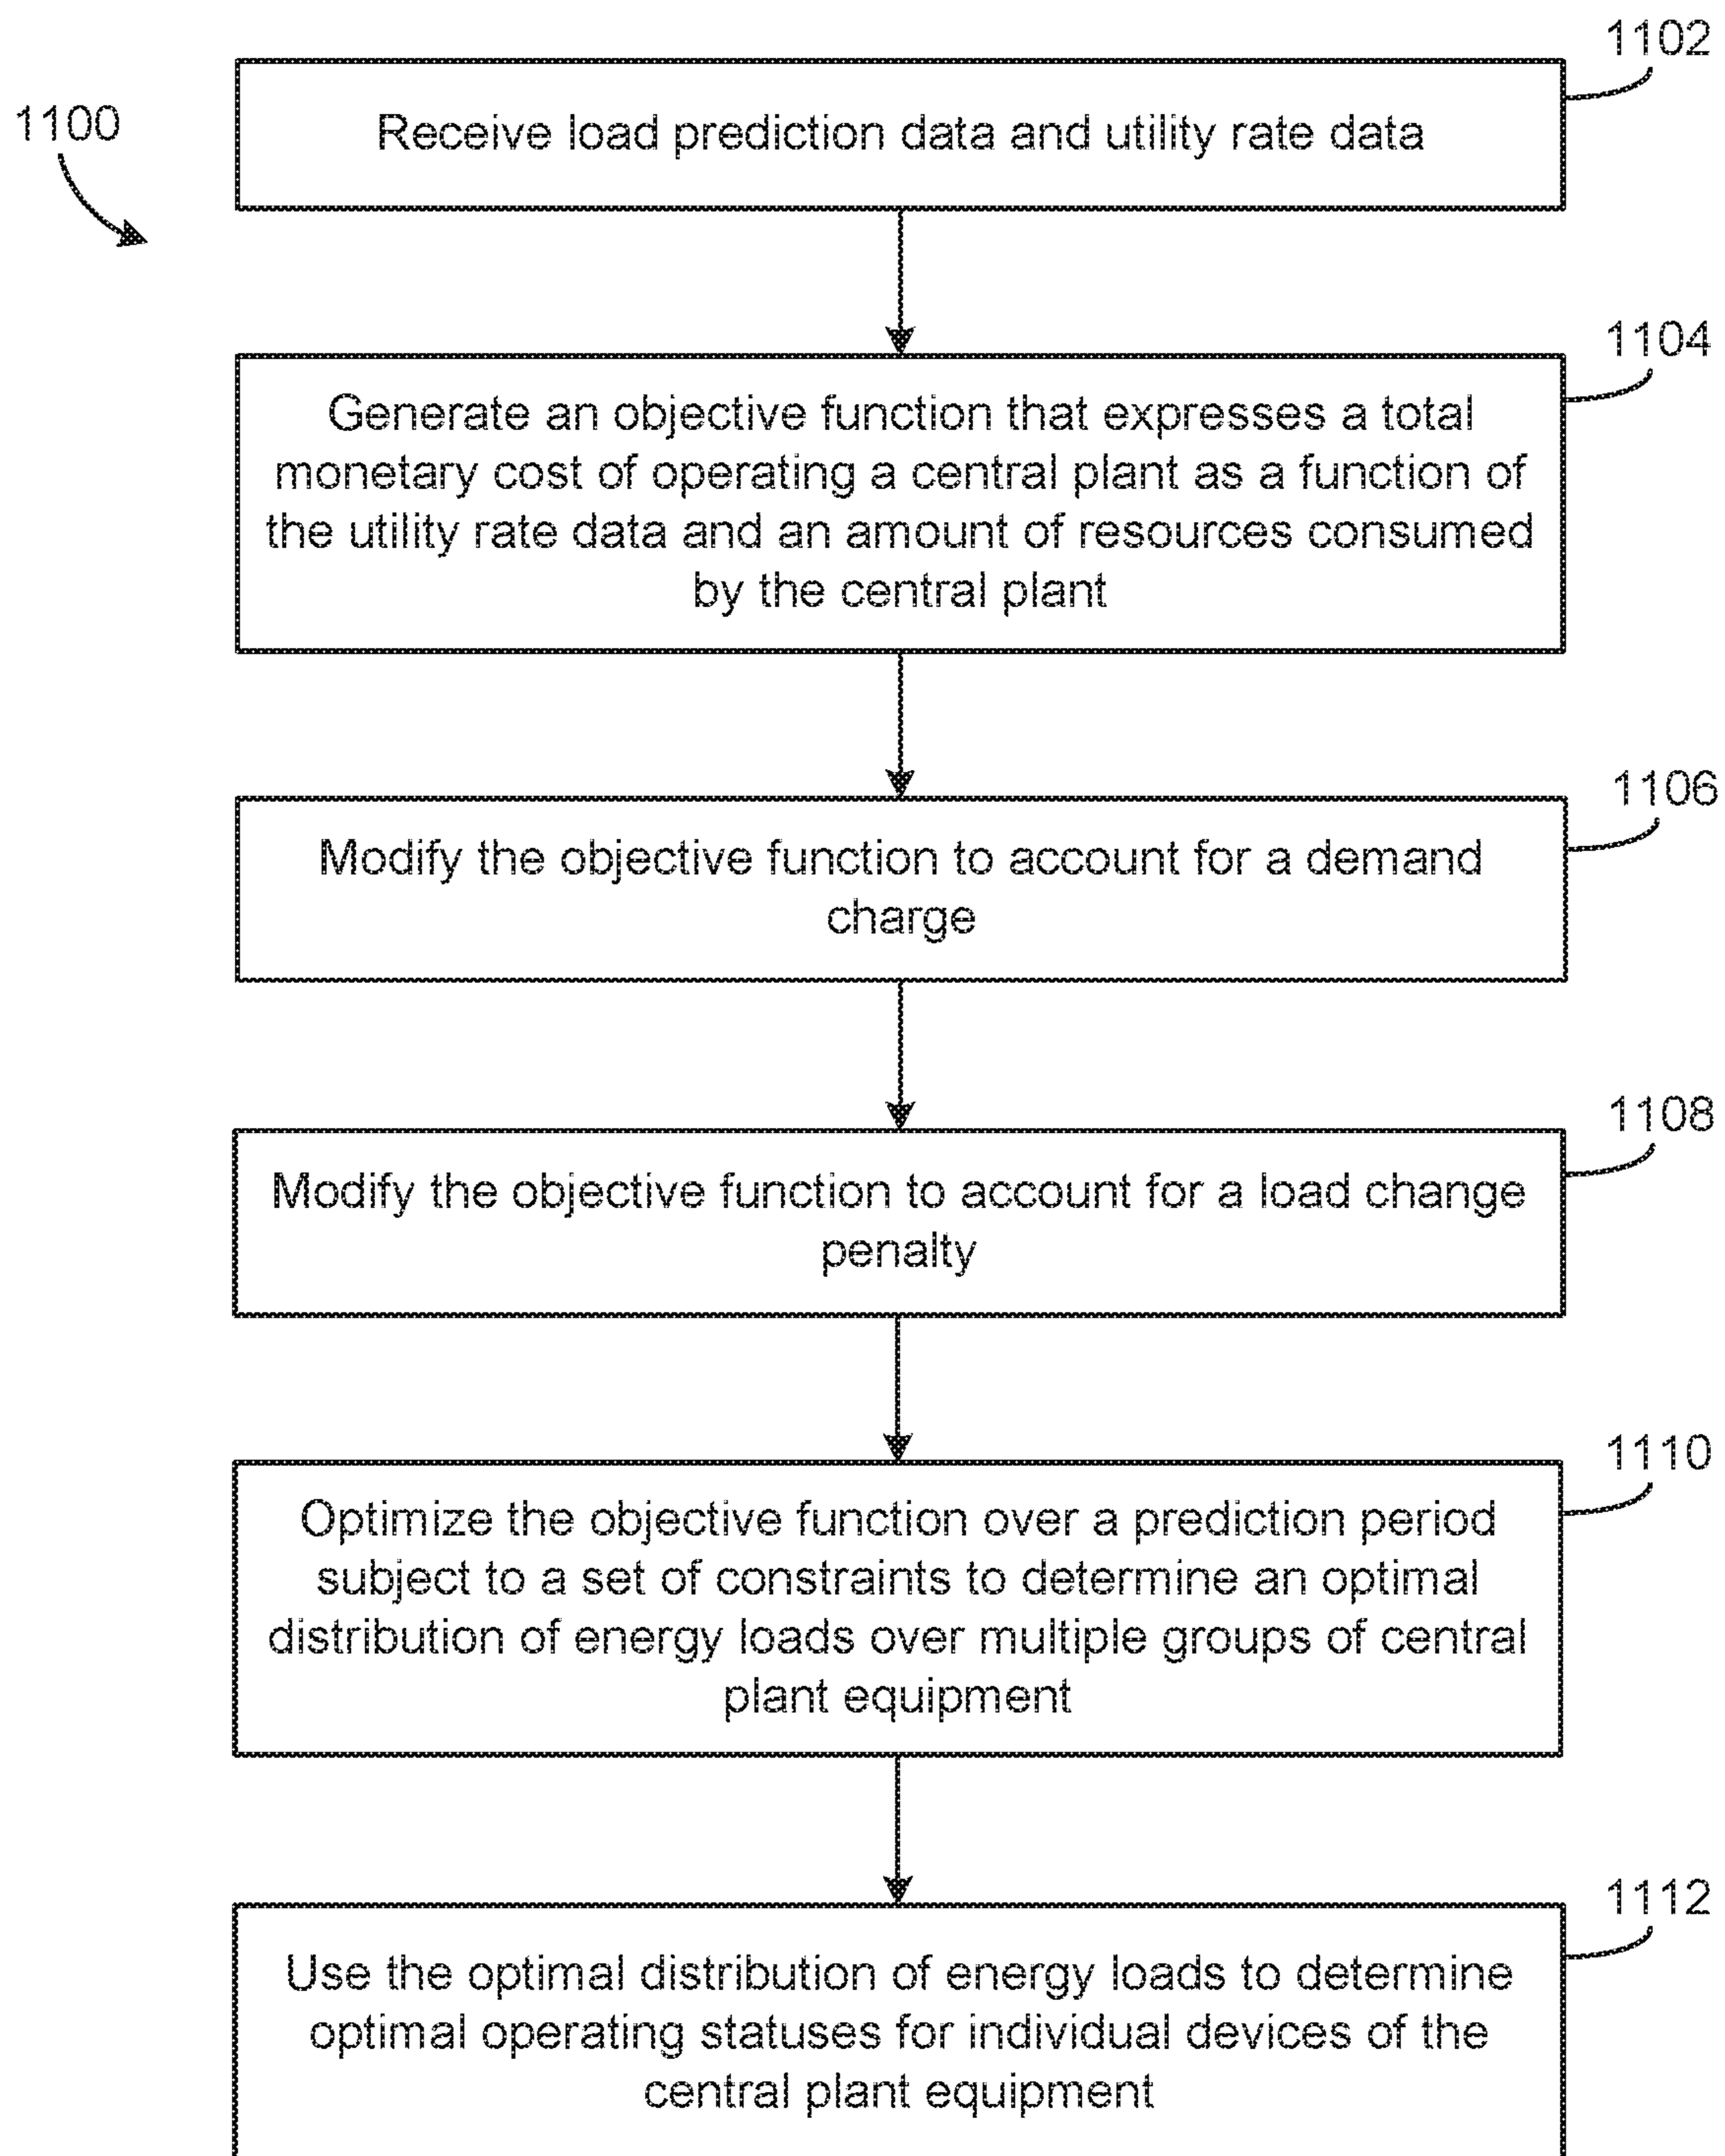 1102
1100
Receive load prediction data and utility rate data
1104
Generate an objective function that expresses a total
monetary cost of operating a central plant as a function of
the utility rate data and an amount of resources consumed
by the central plant
1106
Modify the objective function to account for a demand
charge
1108
Modify the objective function to account for a load change
penalty
1110
Optimize the objective function over a prediction period
subject to a set of constraints to determine an optimal
distribution of energy loads over multiple groups of central
plant equipment
1112
Use the optimal distribution of energy loads to determine
optimal operating statuses for individual devices of the
central plant equipment